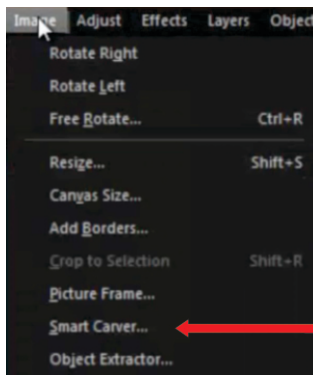 Image Adjust Effects Layers Object
Rotate Right
Rotate Left
Free Rotate... Ctrl+R
Resize... Shift+S
Canvas Size...
Add Borders...
Crop to Selection Shift+R
Picture Frame...
Smart Carver...
Object Extractor...